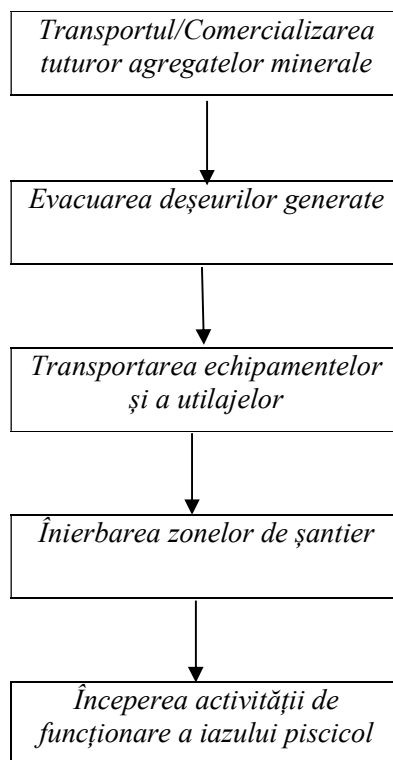 Transportul/Comercializarea
tuturor agregatelor minerale
Evacuarea deșeurilor generate
Transportarea echipamentelor
și a utilajelor
Înierbarea zonelor de șantier
Începerea activității de
funcționare a iazului piscicol